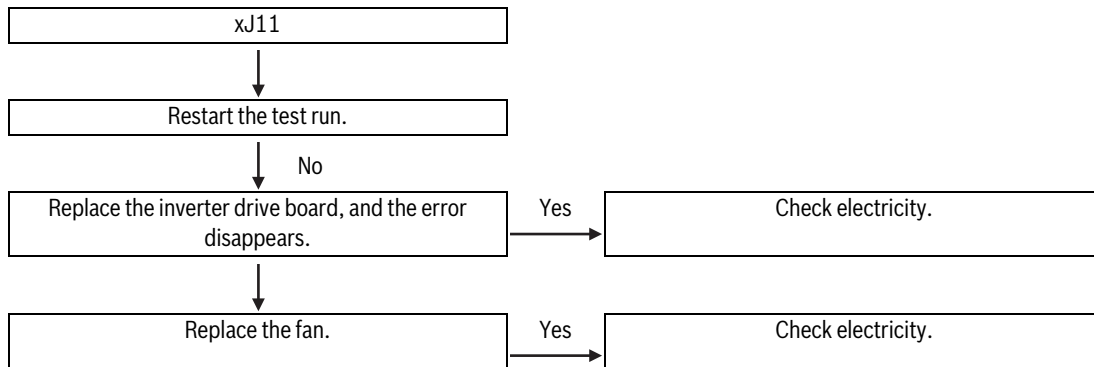 xJ11
Restart the test run.
No
Replace the inverter drive board, and the error
disappears.
Yes
Check electricity.
Replace the fan.
Yes
Check electricity.